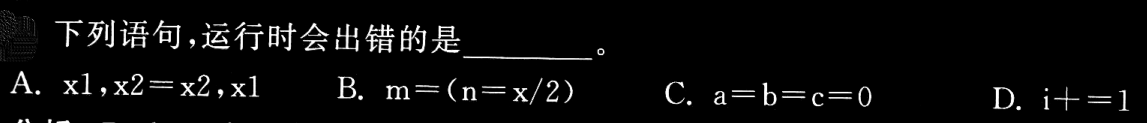 下列语句,运行时会出错的是________。
A. x1,x2=x2,x1 B. m=(n=x/2) C. a=b=c=0 D. i+=1